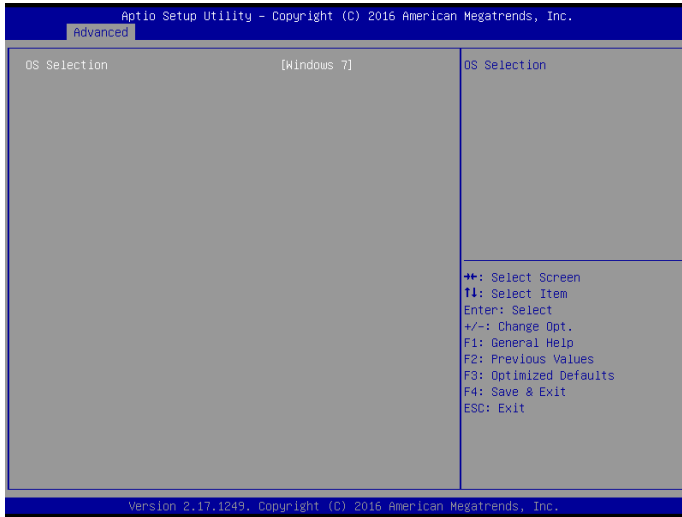 Aptio Setup Utility – Copyright (C) 2016 American Megatrends, Inc.
Advanced
OS Selection [Windows 7]
OS Selection
→←: Select Screen
↑↓: Select Item
Enter: Select
+/-: Change Opt.
F1: General Help
F2: Previous Values
F3: Optimized Defaults
F4: Save & Exit
ESC: Exit
Version 2.17.1249. Copyright (C) 2016 American Megatrends, Inc.